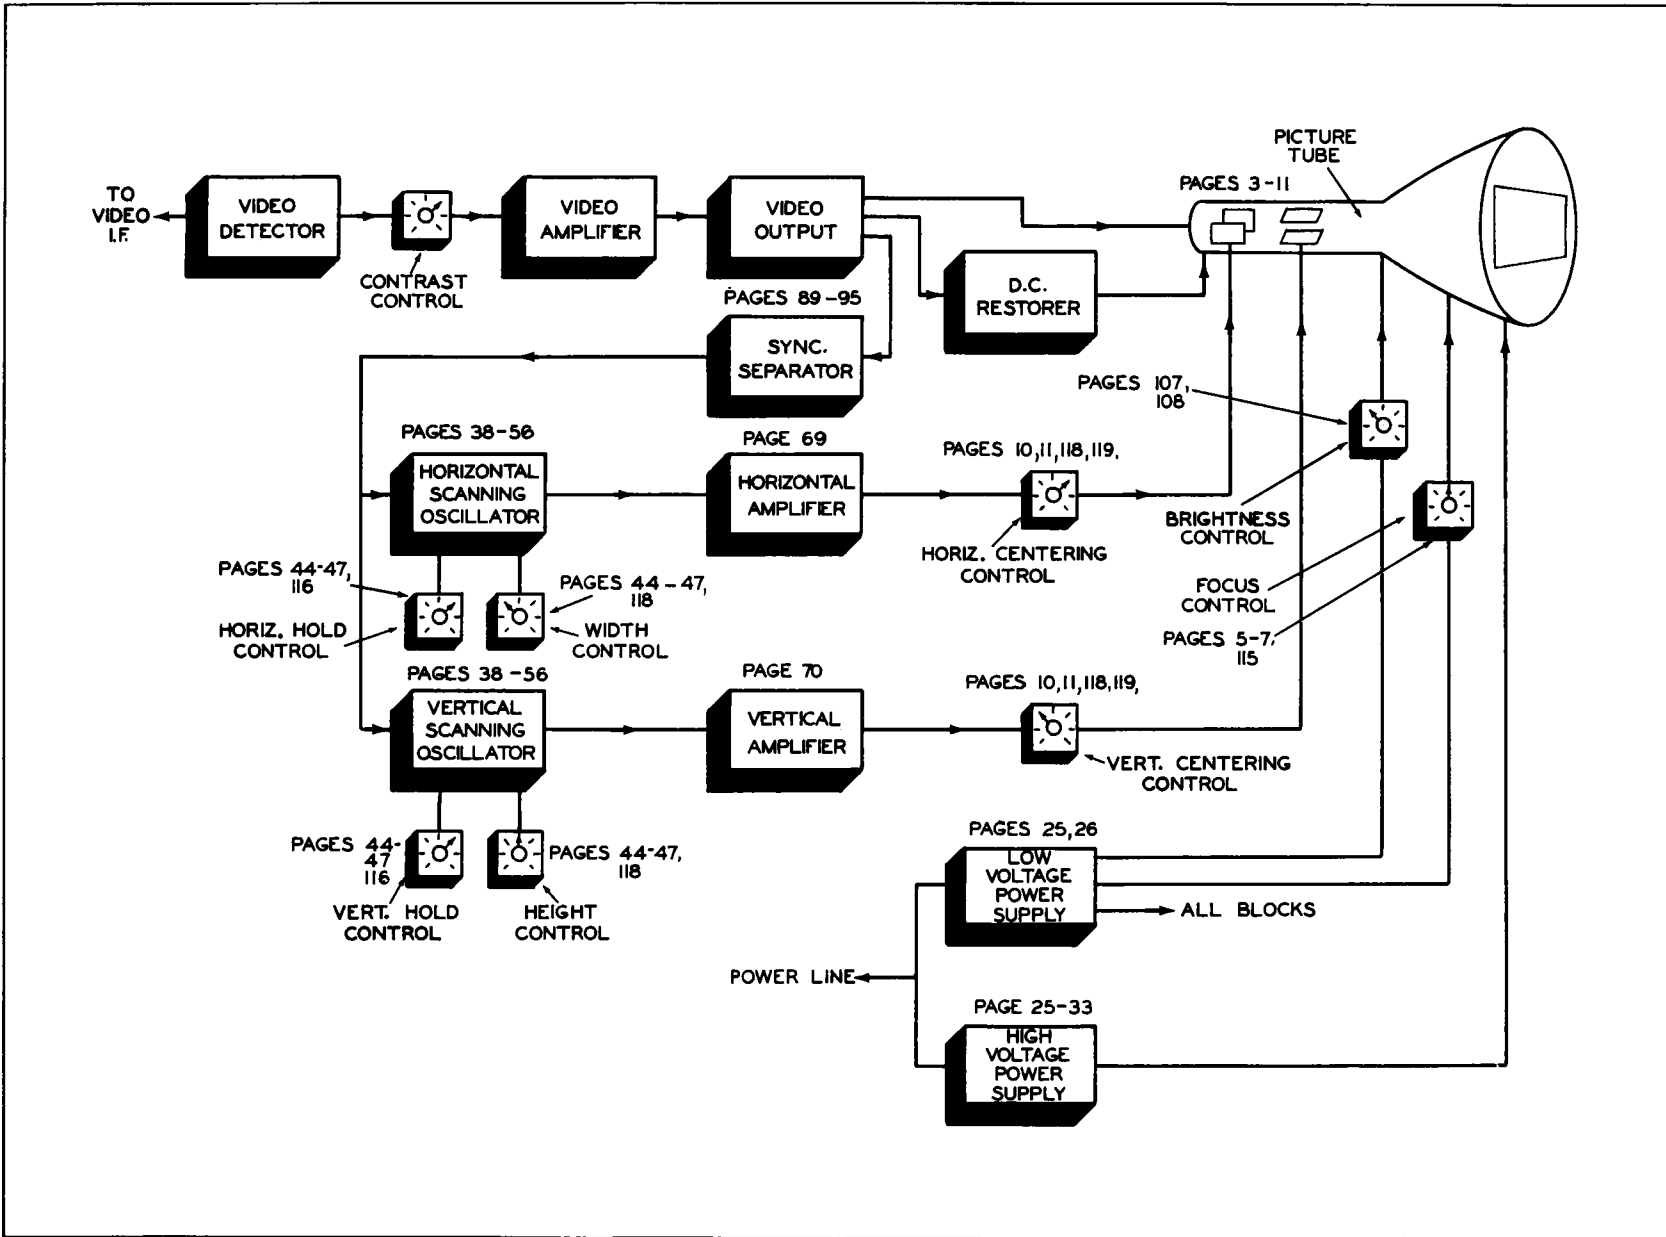 PICTURE
TUBE
PAGES 3-11
TO
VIDEO
I.F.
VIDEO
DETECTOR
CONTRAST
CONTROL
VIDEO
AMPLIFIER
VIDEO
OUTPUT
PAGES 89-95
D.C.
RESTORER
SYNC.
SEPARATOR
PAGES 107,
108
BRIGHTNESS
CONTROL
PAGES 38-56
HORIZONTAL
SCANNING
OSCILLATOR
PAGE 69
HORIZONTAL
AMPLIFIER
PAGES 10,11,118,119,
HORIZ. CENTERING
CONTROL
FOCUS
CONTROL
PAGES 5-7,
115
PAGES 44-47,
116
HORIZ. HOLD
CONTROL
PAGES 44-47,
118
WIDTH
CONTROL
PAGES 38-56
VERTICAL
SCANNING
OSCILLATOR
PAGE 70
VERTICAL
AMPLIFIER
PAGES 10,11,118,119,
VERT. CENTERING
CONTROL
PAGES 44-
47
116
VERT. HOLD
CONTROL
PAGES 44-47,
118
HEIGHT
CONTROL
PAGES 25,26
LOW
VOLTAGE
POWER
SUPPLY
ALL BLOCKS
POWER LINE
PAGE 25-33
HIGH
VOLTAGE
POWER
SUPPLY